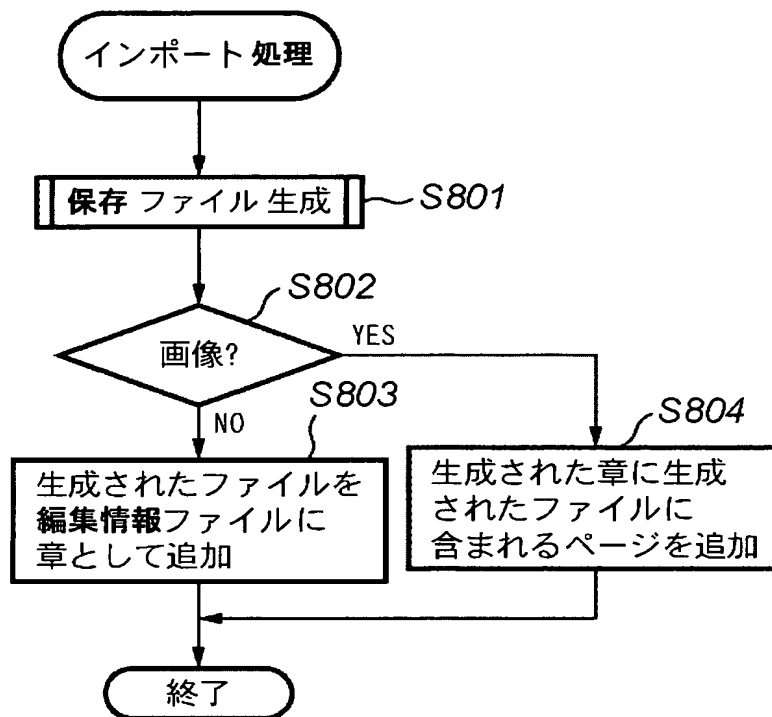 インポート 処理
保存 ファイル 生成
S801
S802
画像?
YES
NO
S803
生成されたファイルを
編集情報ファイルに
章として追加
S804
生成された章に生成
されたファイルに
含まれるページを追加
終了